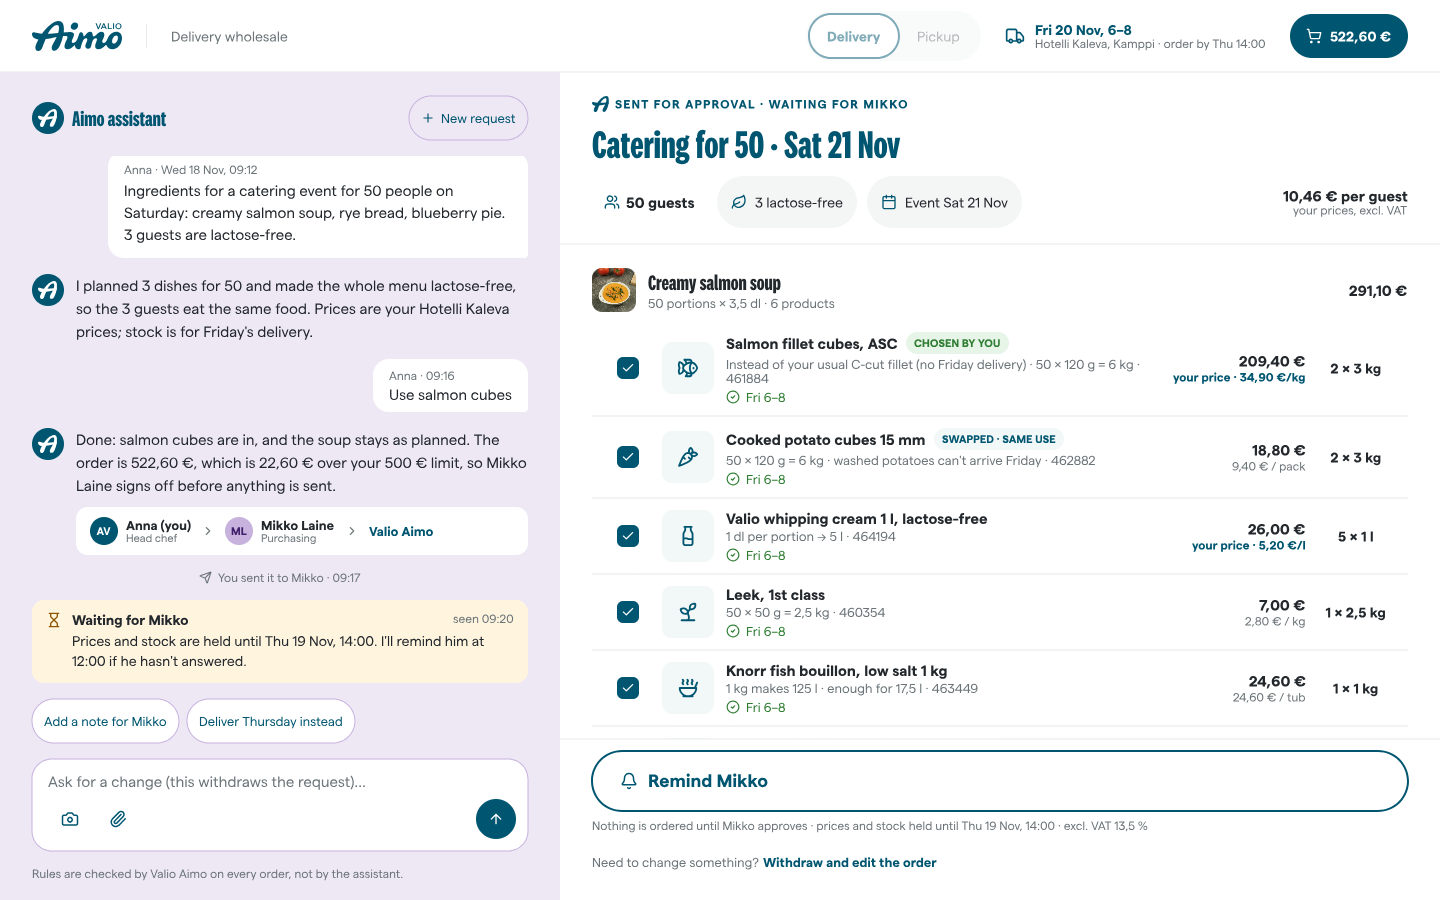 Aimo VALIO
Delivery wholesale
Delivery
Pickup
Fri 20 Nov, 6–8
Hotelli Kaleva, Kamppi · order by Thu 14:00
522,60 €
Aimo assistant
+ New request
Anna · Wed 18 Nov, 09:12
Ingredients for a catering event for 50 people on
Saturday: creamy salmon soup, rye bread, blueberry pie.
3 guests are lactose-free.
I planned 3 dishes for 50 and made the whole menu lactose-free,
so the 3 guests eat the same food. Prices are your Hotelli Kaleva
prices; stock is for Friday's delivery.
Anna · 09:16
Use salmon cubes
Done: salmon cubes are in, and the soup stays as planned. The
order is 522,60 €, which is 22,60 € over your 500 € limit, so Mikko
Laine signs off before anything is sent.
AV
Anna (you)
Head chef
ML
Mikko Laine
Purchasing
Valio Aimo
You sent it to Mikko · 09:17
Waiting for Mikko
seen 09:20
Prices and stock are held until Thu 19 Nov, 14:00. I'll remind him at
12:00 if he hasn't answered.
Add a note for Mikko
Deliver Thursday instead
Ask for a change (this withdraws the request)...
Rules are checked by Valio Aimo on every order, not by the assistant.
SENT FOR APPROVAL · WAITING FOR MIKKO
Catering for 50 · Sat 21 Nov
50 guests
3 lactose-free
Event Sat 21 Nov
10,46 € per guest
your prices, excl. VAT
Creamy salmon soup
50 portions × 3,5 dl · 6 products
291,10 €
Salmon fillet cubes, ASC
CHOSEN BY YOU
Instead of your usual C-cut fillet (no Friday delivery) · 50 × 120 g = 6 kg ·
461884
Fri 6–8
209,40 €
your price · 34,90 €/kg
2 × 3 kg
Cooked potato cubes 15 mm
SWAPPED · SAME USE
50 × 120 g = 6 kg · washed potatoes can't arrive Friday · 462882
Fri 6–8
18,80 €
9,40 € / pack
2 × 3 kg
Valio whipping cream 1 l, lactose-free
1 dl per portion → 5 l · 464194
Fri 6–8
26,00 €
your price · 5,20 €/l
5 × 1 l
Leek, 1st class
50 × 50 g = 2,5 kg · 460354
Fri 6–8
7,00 €
2,80 € / kg
1 × 2,5 kg
Knorr fish bouillon, low salt 1 kg
1 kg makes 125 l · enough for 17,5 l · 463449
Fri 6–8
24,60 €
24,60 € / tub
1 × 1 kg
Remind Mikko
Nothing is ordered until Mikko approves · prices and stock held until Thu 19 Nov, 14:00 · excl. VAT 13,5 %
Need to change something? Withdraw and edit the order